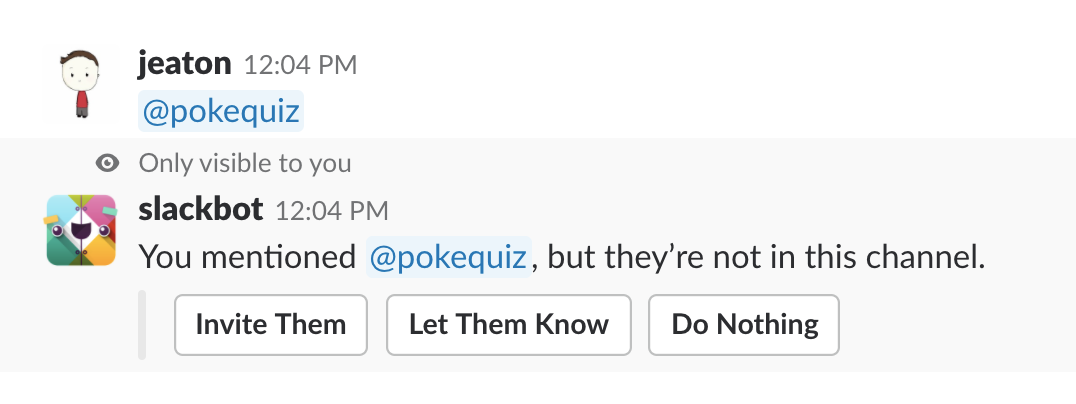 jeaton 12:04 PM
@pokequiz
Only visible to you
slackbot 12:04 PM
You mentioned @pokequiz, but they’re not in this channel.
Invite Them Let Them Know Do Nothing